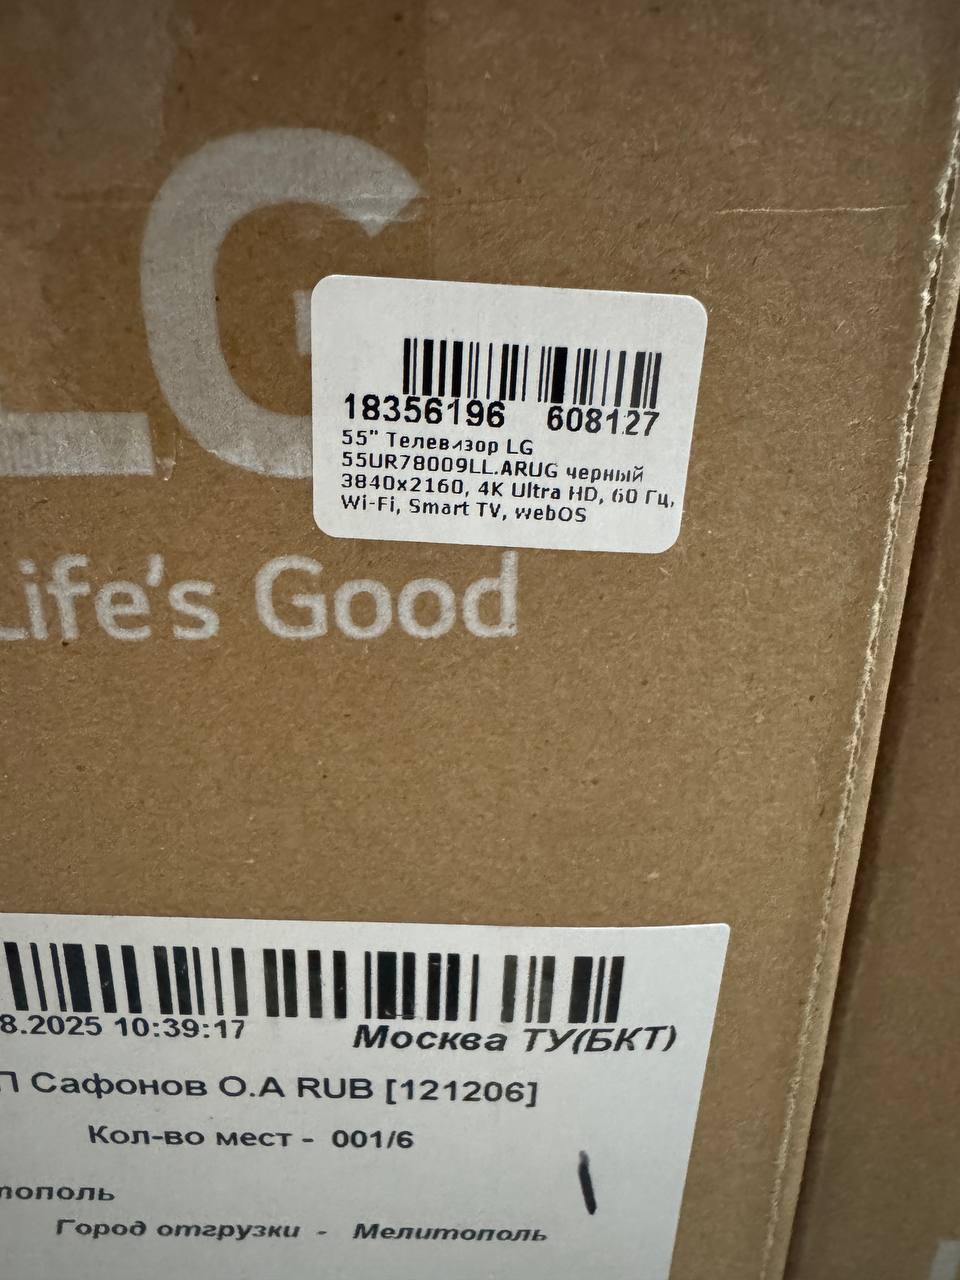 LG
18356196 608127
55" Телевизор LG
55UR78009LL.ARUG черный
3840x2160, 4K Ultra HD, 60 Гц,
Wi-Fi, Smart TV, webOS
Life's Good
8.2025 10:39:17 Москва ТУ(БКТ)
П Сафонов О.А RUB [121206]
Кол-во мест - 001/6
тополь
Город отгрузки - Мелитополь